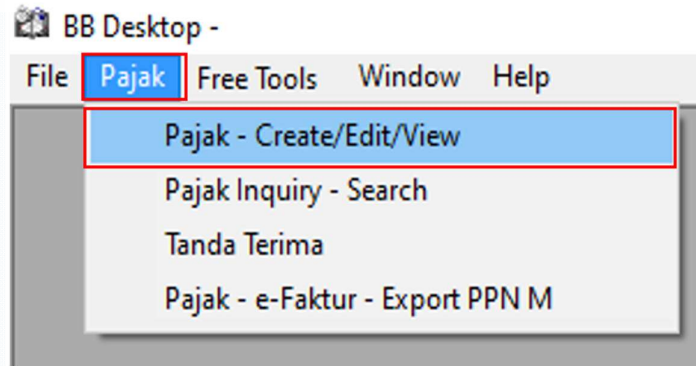 BB Desktop -
File Pajak Free Tools Window Help
Pajak - Create/Edit/View
Pajak Inquiry - Search
Tanda Terima
Pajak - e-Faktur - Export PPN M